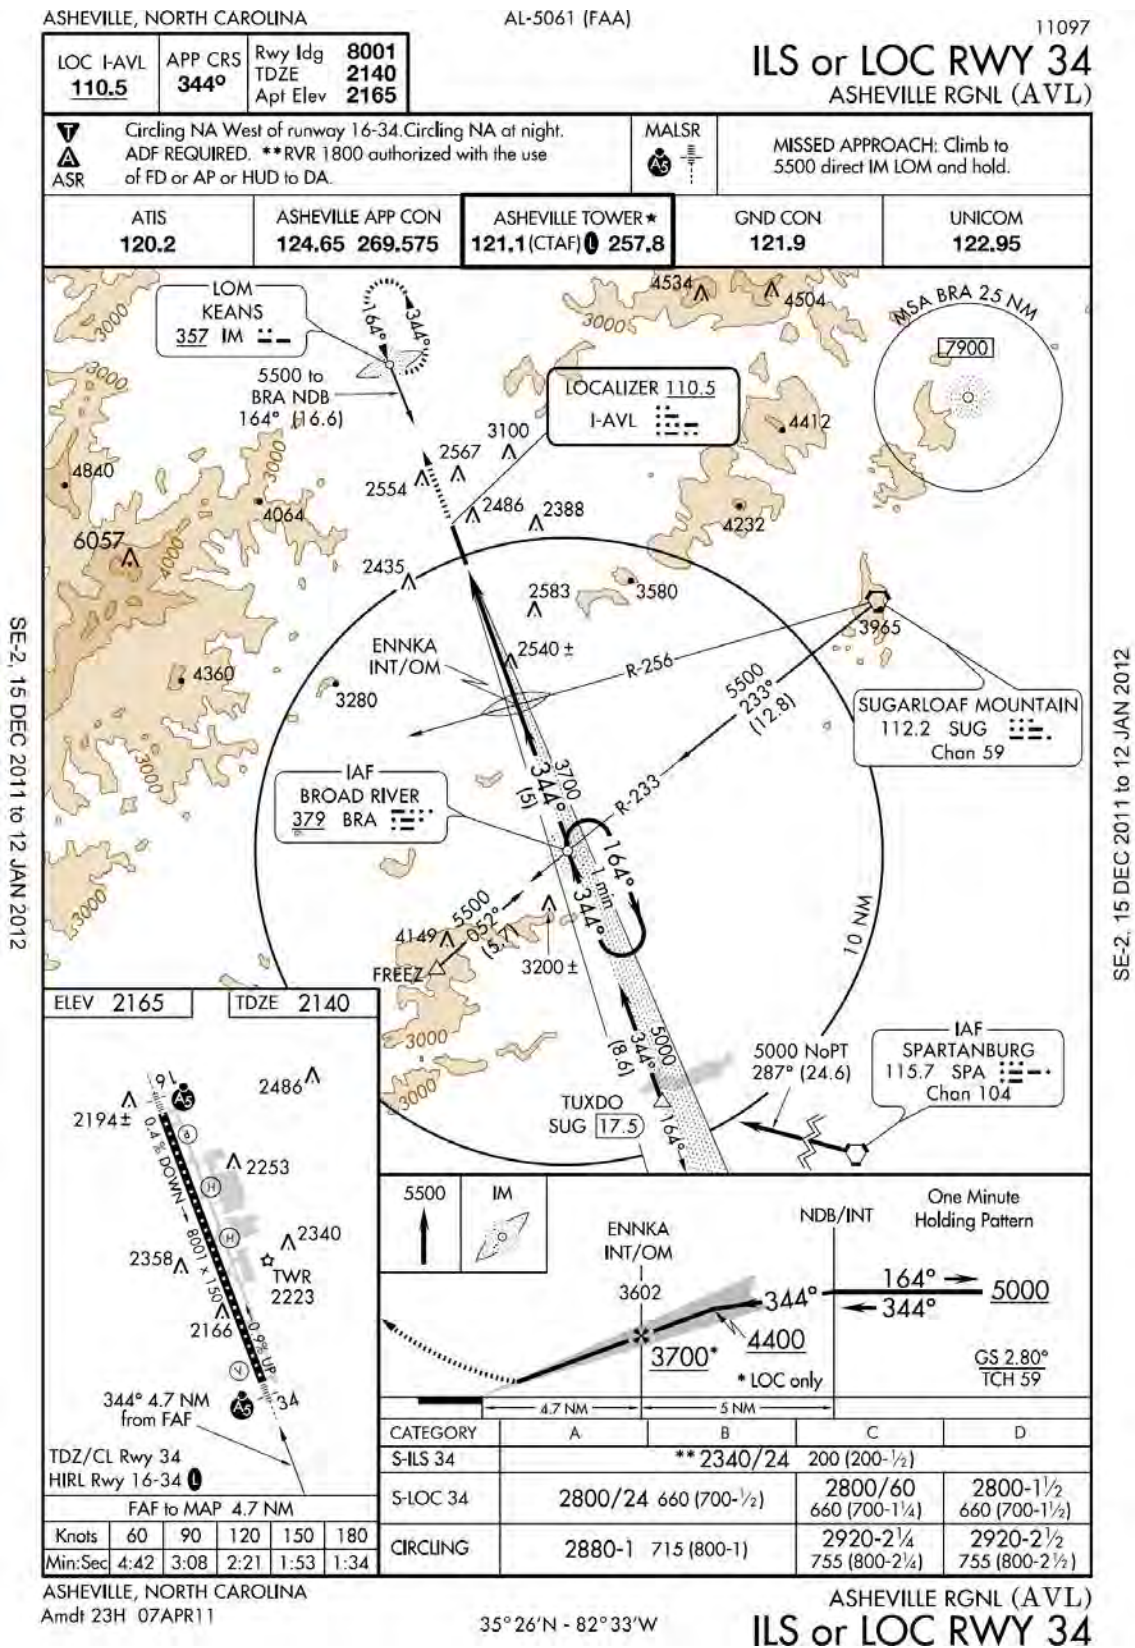 ASHEVILLE, NORTH CAROLINA
AL-5061 (FAA)
11097
LOC I-AVL
110.5
APP CRS
344°
Rwy ldg 8001
TDZE 2140
Apt Elev 2165
ILS or LOC RWY 34
ASHEVILLE RGNL (AVL)
T
A
ASR
Circling NA West of runway 16-34.Circling NA at night.
ADF REQUIRED. **RVR 1800 authorized with the use
of FD or AP or HUD to DA.
MALSR
A5
MISSED APPROACH: Climb to
5500 direct IM LOM and hold.
ATIS
120.2
ASHEVILLE APP CON
124.65 269.575
ASHEVILLE TOWER★
121.1(CTAF) L 257.8
GND CON
121.9
UNICOM
122.95
LOM
KEANS
357 IM
164°
344°
5500 to
BRA NDB
164° (16.6)
3000
3000
3000
4534
4504
3000
MSA BRA 25 NM
7900
LOCALIZER 110.5
I-AVL
4412
4232
3100
2567
2554
2486
2388
4840
4064
6057
4000
2435
2583
3580
3965
ENNKA
INT/OM
2540 ±
R-256
4360
3280
5500
233°
(12.8)
SUGARLOAF MOUNTAIN
112.2 SUG
Chan 59
3000
IAF
BROAD RIVER
379 BRA
3700
344°
(5)
R-233
164°
1 min
344°
3000
5500
052°
(5.7)
4149
FREEZ
3200 ±
10 NM
3000
3000
5000
344°
(8.6)
TUXDO
SUG 17.5
164°
5000 NoPT
287° (24.6)
IAF
SPARTANBURG
115.7 SPA
Chan 104
SE-2, 15 DEC 2011 to 12 JAN 2012
SE-2, 15 DEC 2011 to 12 JAN 2012
ELEV 2165
TDZE 2140
16
A5
2486
2194±
P
0.4% DOWN
2253
H
H
8001 x 150
2340
2358
TWR
2223
2166
0.9% UP
V
34
A5
344° 4.7 NM
from FAF
TDZ/CL Rwy 34
HIRL Rwy 16-34 L
FAF to MAP 4.7 NM
Knots 60 90 120 150 180
Min:Sec 4:42 3:08 2:21 1:53 1:34
5500
IM
ENNKA
INT/OM
3602
NDB/INT
One Minute
Holding Pattern
164°
344°
344°
5000
4400
3700*
* LOC only
GS 2.80°
TCH 59
4.7 NM
5 NM
CATEGORY A B C D
S-ILS 34 **2340/24 200 (200-½)
S-LOC 34 2800/24 660 (700-½) 2800/60 660 (700-1¼) 2800-1½ 660 (700-1½)
CIRCLING 2880-1 715 (800-1) 2920-2¼ 755 (800-2¼) 2920-2½ 755 (800-2½)
ASHEVILLE, NORTH CAROLINA
Amdt 23H 07APR11
35°26'N - 82°33'W
ASHEVILLE RGNL (AVL)
ILS or LOC RWY 34